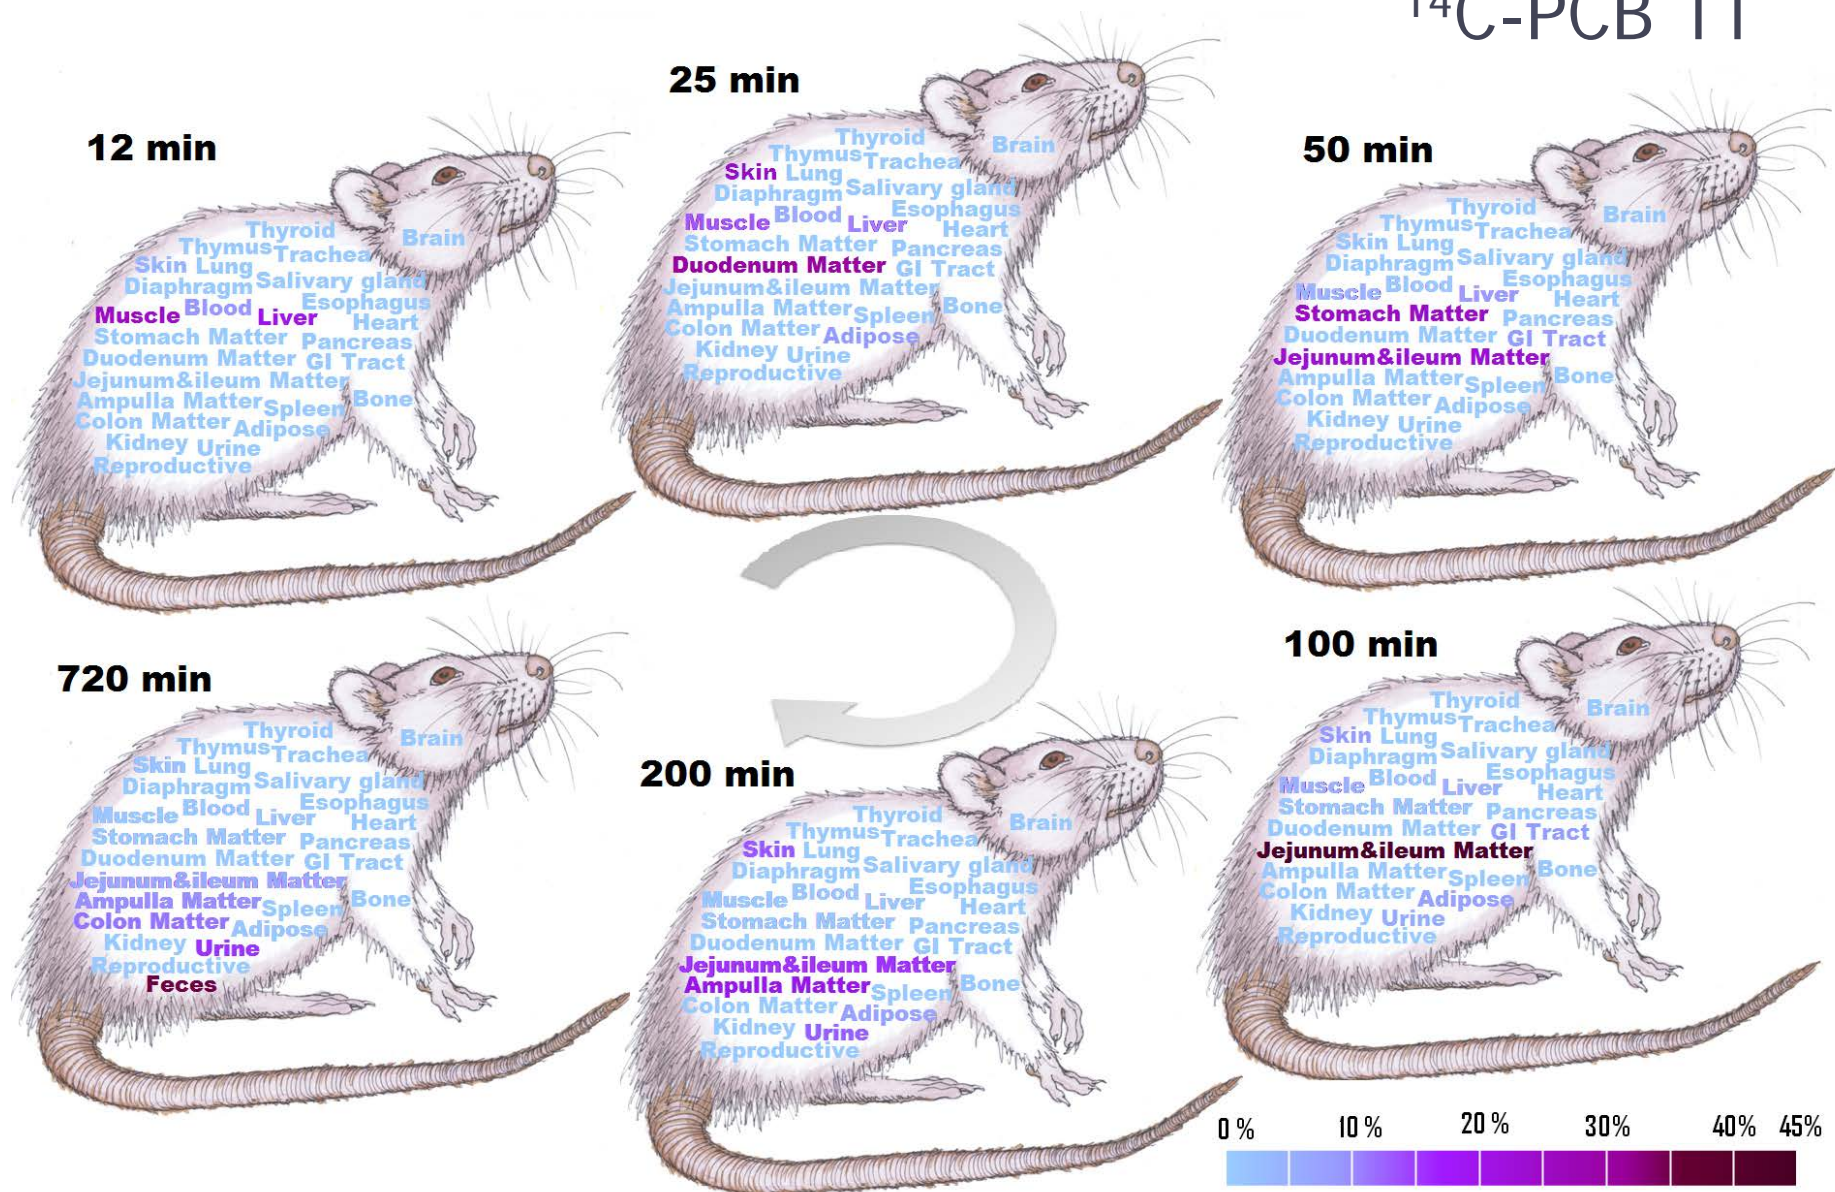 ¹⁴C-PCB 11
12 min
Thyroid
Brain
Thymus Trachea
Skin Lung
Diaphragm Salivary gland
Esophagus
Muscle Blood Liver Heart
Stomach Matter Pancreas
Duodenum Matter GI Tract
Jejunum&ileum Matter
Ampulla Matter Spleen Bone
Colon Matter Adipose
Kidney Urine
Reproductive
25 min
Thyroid
Brain
Thymus Trachea
Skin Lung
Diaphragm Salivary gland
Esophagus
Muscle Blood Liver Heart
Stomach Matter Pancreas
Duodenum Matter GI Tract
Jejunum&ileum Matter
Ampulla Matter Spleen Bone
Colon Matter Adipose
Kidney Urine
Reproductive
50 min
Thyroid
Brain
Thymus Trachea
Skin Lung
Diaphragm Salivary gland
Esophagus
Muscle Blood Liver Heart
Stomach Matter Pancreas
Duodenum Matter GI Tract
Jejunum&ileum Matter
Ampulla Matter Spleen Bone
Colon Matter Adipose
Kidney Urine
Reproductive
720 min
Thyroid
Brain
Thymus Trachea
Skin Lung
Diaphragm Salivary gland
Esophagus
Muscle Blood Liver Heart
Stomach Matter Pancreas
Duodenum Matter GI Tract
Jejunum&ileum Matter
Ampulla Matter Spleen Bone
Colon Matter Adipose
Kidney Urine
Reproductive
Feces
200 min
Thyroid
Brain
Thymus Trachea
Skin Lung
Diaphragm Salivary gland
Esophagus
Muscle Blood Liver Heart
Stomach Matter Pancreas
Duodenum Matter GI Tract
Jejunum&ileum Matter
Ampulla Matter Spleen Bone
Colon Matter Adipose
Kidney Urine
Reproductive
100 min
Thyroid
Brain
Thymus Trachea
Skin Lung
Diaphragm Salivary gland
Esophagus
Muscle Blood Liver Heart
Stomach Matter Pancreas
Duodenum Matter GI Tract
Jejunum&ileum Matter
Ampulla Matter Spleen Bone
Colon Matter Adipose
Kidney Urine
Reproductive
0 % 10 % 20 % 30% 40% 45%